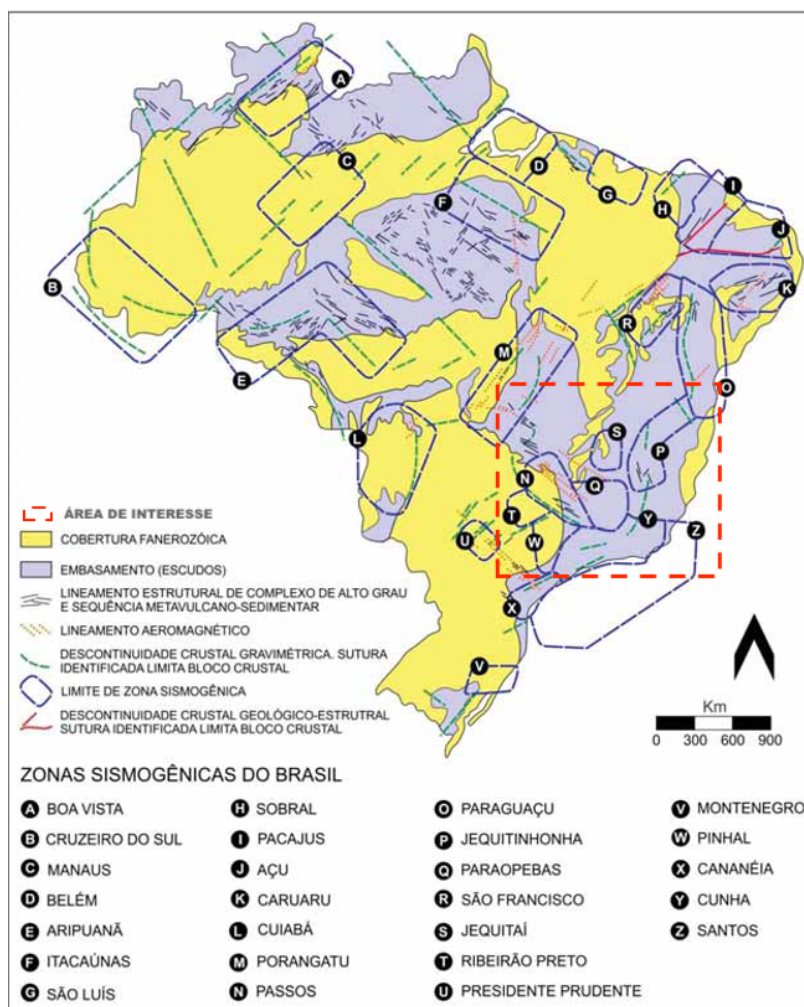 A
B
C
D
E
F
G
H
I
J
K
L
M
N
O
P
Q
R
S
T
U
V
W
X
Y
Z
ÁREA DE INTERESSE
COBERTURA FANEROZÓICA
EMBASAMENTO (ESCUDOS)
LINEAMENTO ESTRUTURAL DE COMPLEXO DE ALTO GRAU
E SEQUÊNCIA METAVULCANO-SEDIMENTAR
LINEAMENTO AEROMAGNÉTICO
DESCONTINUIDADE CRUSTAL GRAVIMÉTRICA. SUTURA
IDENTIFICADA LIMITA BLOCO CRUSTAL
LIMITE DE ZONA SISMOGÊNICA
DESCONTINUIDADE CRUSTAL GEOLÓGICO-ESTRUTRAL
SUTURA IDENTIFICADA LIMITA BLOCO CRUSTAL
Km
0 300 600 900
ZONAS SISMOGÊNICAS DO BRASIL
A BOA VISTA
B CRUZEIRO DO SUL
C MANAUS
D BELÉM
E ARIPUANÃ
F ITACAÚNAS
G SÃO LUÍS
H SOBRAL
I PACAJUS
J AÇU
K CARUARU
L CUIABÁ
M PORANGATU
N PASSOS
O PARAGUAÇU
P JEQUITINHONHA
Q PARAOPEBAS
R SÃO FRANCISCO
S JEQUITAÍ
T RIBEIRÃO PRETO
U PRESIDENTE PRUDENTE
V MONTENEGRO
W PINHAL
X CANANÉIA
Y CUNHA
Z SANTOS